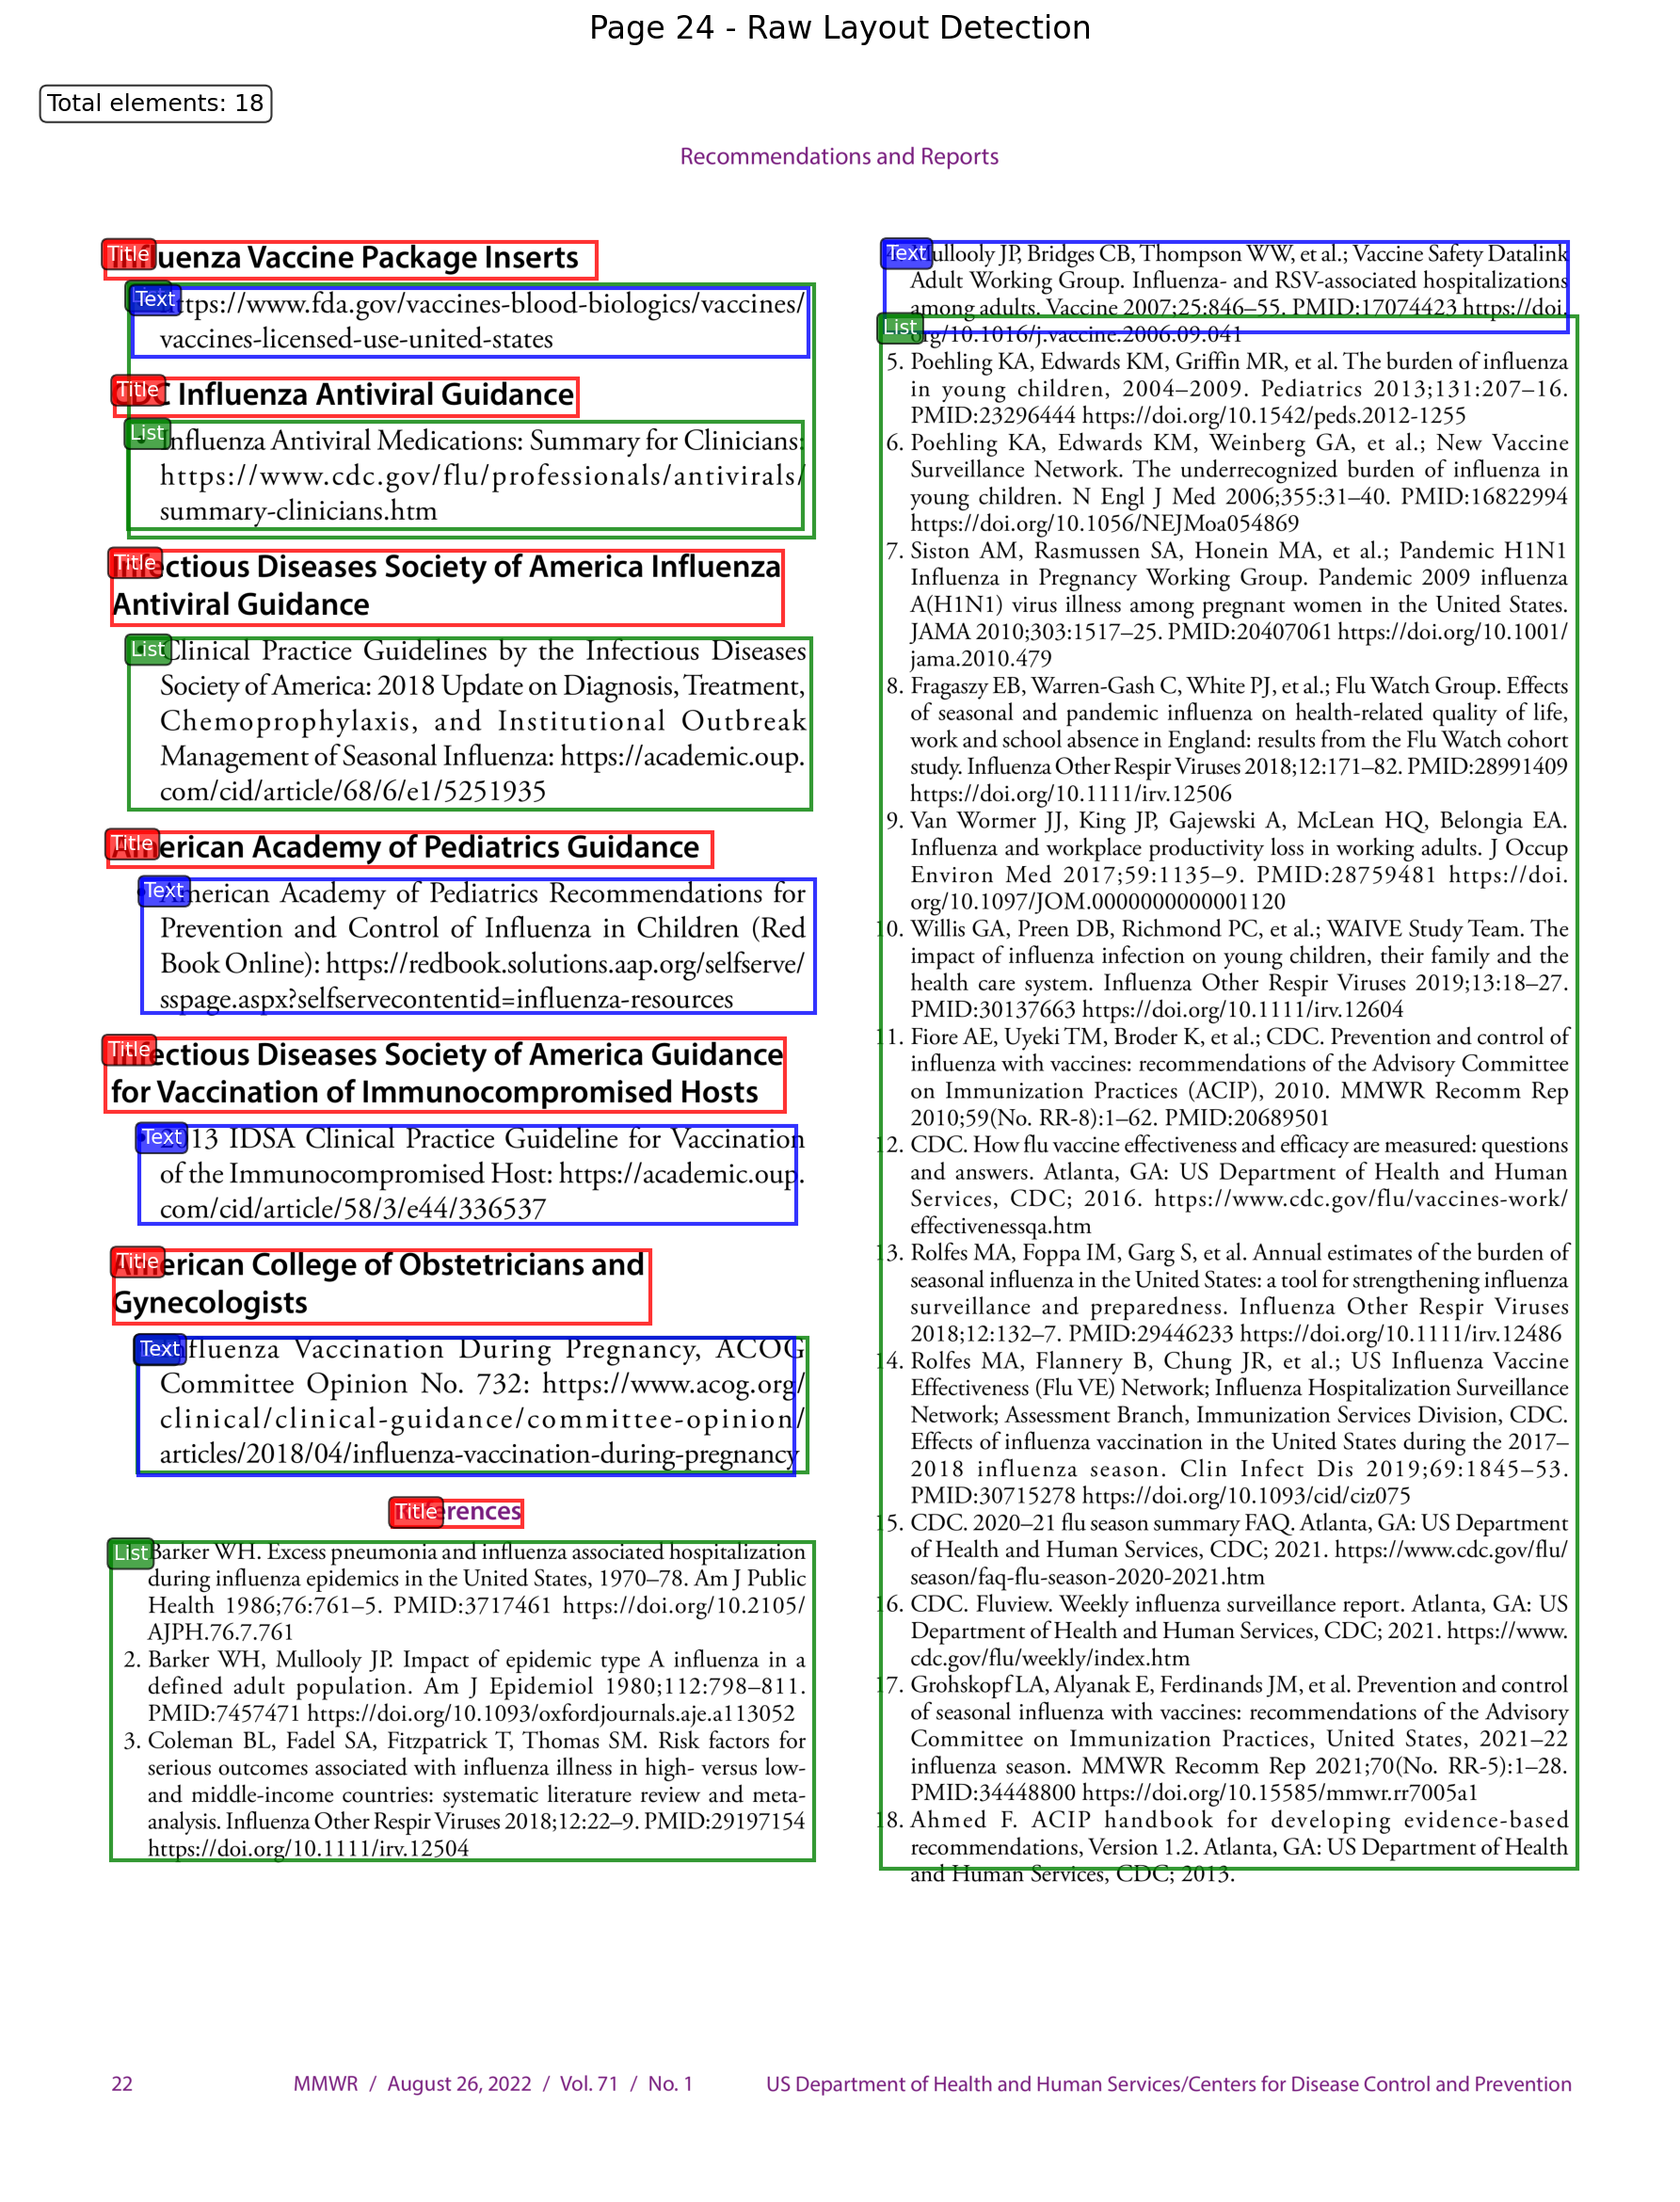 Page 24 - Raw Layout Detection
Total elements: 18
Recommendations and Reports
Title uenza Vaccine Package Inserts
Text ttps://www.fda.gov/vaccines-blood-biologics/vaccines/
vaccines-licensed-use-united-states
Title Influenza Antiviral Guidance
List Influenza Antiviral Medications: Summary for Clinicians:
https://www.cdc.gov/flu/professionals/antivirals/
summary-clinicians.htm
Title ectious Diseases Society of America Influenza
Antiviral Guidance
List Clinical Practice Guidelines by the Infectious Diseases
Society of America: 2018 Update on Diagnosis, Treatment,
Chemoprophylaxis, and Institutional Outbreak
Management of Seasonal Influenza: https://academic.oup.
com/cid/article/68/6/e1/5251935
Title erican Academy of Pediatrics Guidance
Text American Academy of Pediatrics Recommendations for
Prevention and Control of Influenza in Children (Red
Book Online): https://redbook.solutions.aap.org/selfserve/
sspage.aspx?selfservecontentid=influenza-resources
Title ectious Diseases Society of America Guidance
for Vaccination of Immunocompromised Hosts
Text 2013 IDSA Clinical Practice Guideline for Vaccination
of the Immunocompromised Host: https://academic.oup.
com/cid/article/58/3/e44/336537
Title erican College of Obstetricians and
Gynecologists
Text fluenza Vaccination During Pregnancy, ACOG
Committee Opinion No. 732: https://www.acog.org/
clinical/clinical-guidance/committee-opinion/
articles/2018/04/influenza-vaccination-during-pregnancy
Title rences
List Barker WH. Excess pneumonia and influenza associated hospitalization
during influenza epidemics in the United States, 1970–78. Am J Public
Health 1986;76:761–5. PMID:3717461 https://doi.org/10.2105/
AJPH.76.7.761
2. Barker WH, Mullooly JP. Impact of epidemic type A influenza in a
defined adult population. Am J Epidemiol 1980;112:798–811.
PMID:7457471 https://doi.org/10.1093/oxfordjournals.aje.a113052
3. Coleman BL, Fadel SA, Fitzpatrick T, Thomas SM. Risk factors for
serious outcomes associated with influenza illness in high- versus low-
and middle-income countries: systematic literature review and meta-
analysis. Influenza Other Respir Viruses 2018;12:22–9. PMID:29197154
https://doi.org/10.1111/irv.12504
Text ullooly JP, Bridges CB, Thompson WW, et al.; Vaccine Safety Datalink
Adult Working Group. Influenza- and RSV-associated hospitalizations
among adults. Vaccine 2007;25:846–55. PMID:17074423 https://doi.
List org/10.1016/j.vaccine.2006.09.041
5. Poehling KA, Edwards KM, Griffin MR, et al. The burden of influenza
in young children, 2004–2009. Pediatrics 2013;131:207–16.
PMID:23296444 https://doi.org/10.1542/peds.2012-1255
6. Poehling KA, Edwards KM, Weinberg GA, et al.; New Vaccine
Surveillance Network. The underrecognized burden of influenza in
young children. N Engl J Med 2006;355:31–40. PMID:16822994
https://doi.org/10.1056/NEJMoa054869
7. Siston AM, Rasmussen SA, Honein MA, et al.; Pandemic H1N1
Influenza in Pregnancy Working Group. Pandemic 2009 influenza
A(H1N1) virus illness among pregnant women in the United States.
JAMA 2010;303:1517–25. PMID:20407061 https://doi.org/10.1001/
jama.2010.479
8. Fragaszy EB, Warren-Gash C, White PJ, et al.; Flu Watch Group. Effects
of seasonal and pandemic influenza on health-related quality of life,
work and school absence in England: results from the Flu Watch cohort
study. Influenza Other Respir Viruses 2018;12:171–82. PMID:28991409
https://doi.org/10.1111/irv.12506
9. Van Wormer JJ, King JP, Gajewski A, McLean HQ, Belongia EA.
Influenza and workplace productivity loss in working adults. J Occup
Environ Med 2017;59:1135–9. PMID:28759481 https://doi.
org/10.1097/JOM.0000000000001120
10. Willis GA, Preen DB, Richmond PC, et al.; WAIVE Study Team. The
impact of influenza infection on young children, their family and the
health care system. Influenza Other Respir Viruses 2019;13:18–27.
PMID:30137663 https://doi.org/10.1111/irv.12604
11. Fiore AE, Uyeki TM, Broder K, et al.; CDC. Prevention and control of
influenza with vaccines: recommendations of the Advisory Committee
on Immunization Practices (ACIP), 2010. MMWR Recomm Rep
2010;59(No. RR-8):1–62. PMID:20689501
12. CDC. How flu vaccine effectiveness and efficacy are measured: questions
and answers. Atlanta, GA: US Department of Health and Human
Services, CDC; 2016. https://www.cdc.gov/flu/vaccines-work/
effectivenessqa.htm
13. Rolfes MA, Foppa IM, Garg S, et al. Annual estimates of the burden of
seasonal influenza in the United States: a tool for strengthening influenza
surveillance and preparedness. Influenza Other Respir Viruses
2018;12:132–7. PMID:29446233 https://doi.org/10.1111/irv.12486
14. Rolfes MA, Flannery B, Chung JR, et al.; US Influenza Vaccine
Effectiveness (Flu VE) Network; Influenza Hospitalization Surveillance
Network; Assessment Branch, Immunization Services Division, CDC.
Effects of influenza vaccination in the United States during the 2017–
2018 influenza season. Clin Infect Dis 2019;69:1845–53.
PMID:30715278 https://doi.org/10.1093/cid/ciz075
15. CDC. 2020–21 flu season summary FAQ. Atlanta, GA: US Department
of Health and Human Services, CDC; 2021. https://www.cdc.gov/flu/
season/faq-flu-season-2020-2021.htm
16. CDC. Fluview. Weekly influenza surveillance report. Atlanta, GA: US
Department of Health and Human Services, CDC; 2021. https://www.
cdc.gov/flu/weekly/index.htm
17. Grohskopf LA, Alyanak E, Ferdinands JM, et al. Prevention and control
of seasonal influenza with vaccines: recommendations of the Advisory
Committee on Immunization Practices, United States, 2021–22
influenza season. MMWR Recomm Rep 2021;70(No. RR-5):1–28.
PMID:34448800 https://doi.org/10.15585/mmwr.rr7005a1
18. Ahmed F. ACIP handbook for developing evidence-based
recommendations, Version 1.2. Atlanta, GA: US Department of Health
and Human Services, CDC; 2013.
22 MMWR / August 26, 2022 / Vol. 71 / No. 1 US Department of Health and Human Services/Centers for Disease Control and Prevention